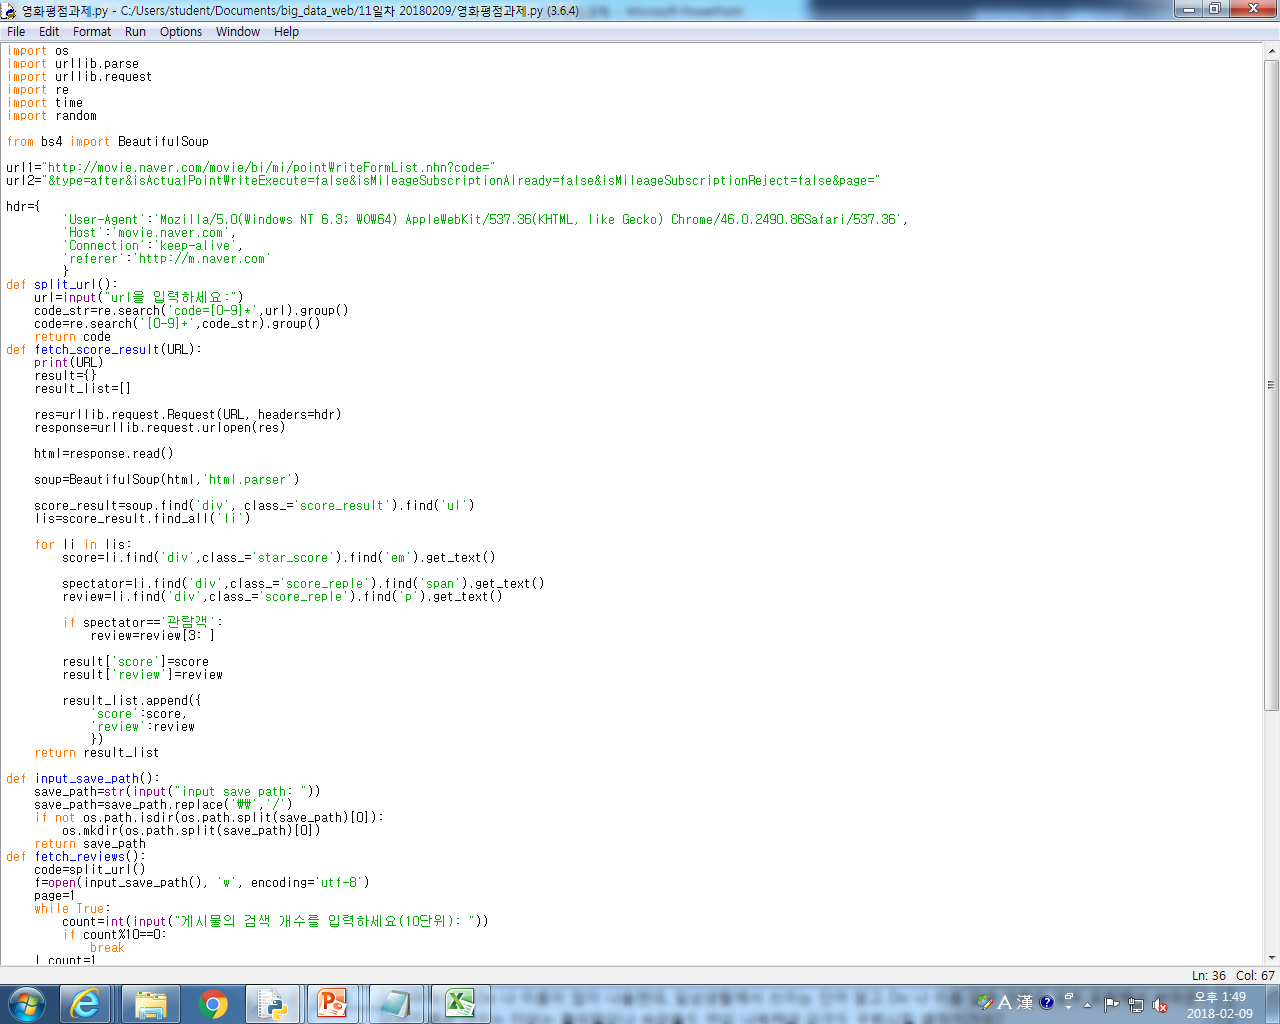 영화평점과제.py - C:/Users/student/Documents/big_data_web/11일차 20180209/영화평점과제.py (3.6.4)
File Edit Format Run Options Window Help
import os
import urllib.parse
import urllib.request
import re
import time
import random
from bs4 import BeautifulSoup
url1="http://movie.naver.com/movie/bi/mi/pointWriteFormList.nhn?code="
url2="&type=after&isActualPointWriteExecute=false&isMileageSubscriptionAlready=false&isMileageSubscriptionReject=false&page="
hdr={
'User-Agent':'Mozilla/5.0(Windows NT 6.3; WOW64) AppleWebKit/537.36(KHTML, like Gecko) Chrome/46.0.2490.86Safari/537.36',
'Host':'movie.naver.com',
'Connection':'keep-alive',
'referer':'http://m.naver.com'
}
def split_url():
url=input("url을 입력하세요:")
code_str=re.search('code=[0-9]*',url).group()
code=re.search('[0-9]+',code_str).group()
return code
def fetch_score_result(URL):
print(URL)
result={}
result_list=[]
res=urllib.request.Request(URL, headers=hdr)
response=urllib.request.urlopen(res)
html=response.read()
soup=BeautifulSoup(html,'html.parser')
score_result=soup.find('div', class_='score_result').find('ul')
lis=score_result.find_all('li')
for li in lis:
score=li.find('div',class_='star_score').find('em').get_text()
spectator=li.find('div',class_='score_reple').find('span').get_text()
review=li.find('div',class_='score_reple').find('p').get_text()
if spectator=='관람객':
review=review[3: ]
result['score']=score
result['review']=review
result_list.append({
'score':score,
'review':review
})
return result_list
def input_save_path():
save_path=str(input("input save path: "))
save_path=save_path.replace('₩₩','/')
if not os.path.isdir(os.path.split(save_path)[0]):
os.mkdir(os.path.split(save_path)[0])
return save_path
def fetch_reviews():
code=split_url()
f=open(input_save_path(), 'w', encoding='utf-8')
page=1
while True:
count=int(input("게시물의 검색 개수를 입력하세요(10단위): "))
if count%10==0:
break
l_count=1
Ln: 36 Col: 67
A 漢
오후 1:49
2018-02-09